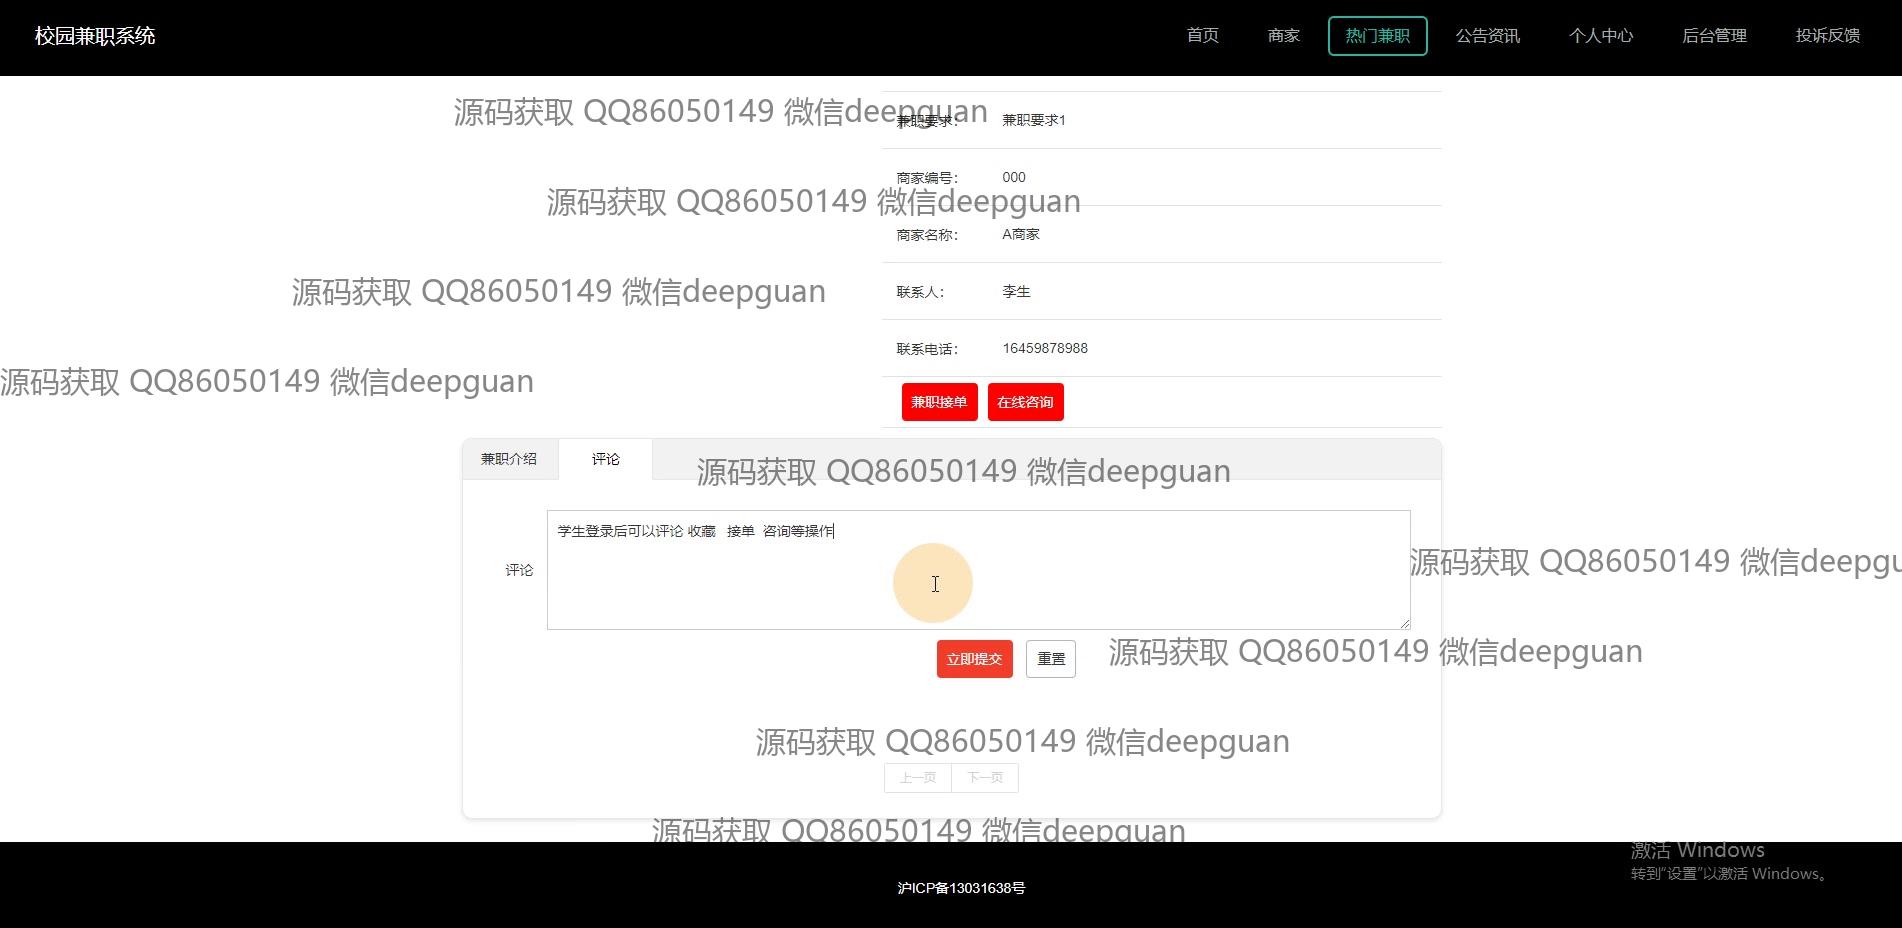 校园兼职系统
首页
商家
热门兼职
公告资讯
个人中心
后台管理
投诉反馈
源码获取 QQ86050149 微信deepguan
兼职要求：
兼职要求1
商家编号：
000
源码获取 QQ86050149 微信deepguan
商家名称：
A商家
源码获取 QQ86050149 微信deepguan
联系人：
李生
联系电话：
16459878988
源码获取 QQ86050149 微信deepguan
兼职接单
在线咨询
兼职介绍
评论
源码获取 QQ86050149 微信deepguan
学生登录后可以评论 收藏 接单 咨询等操作
评论
源码获取 QQ86050149 微信deepgu
立即提交
重置
源码获取 QQ86050149 微信deepguan
源码获取 QQ86050149 微信deepguan
上一页
下一页
源码获取 QQ86050149 微信deepguan
激活 Windows
转到"设置"以激活 Windows。
沪ICP备13031638号